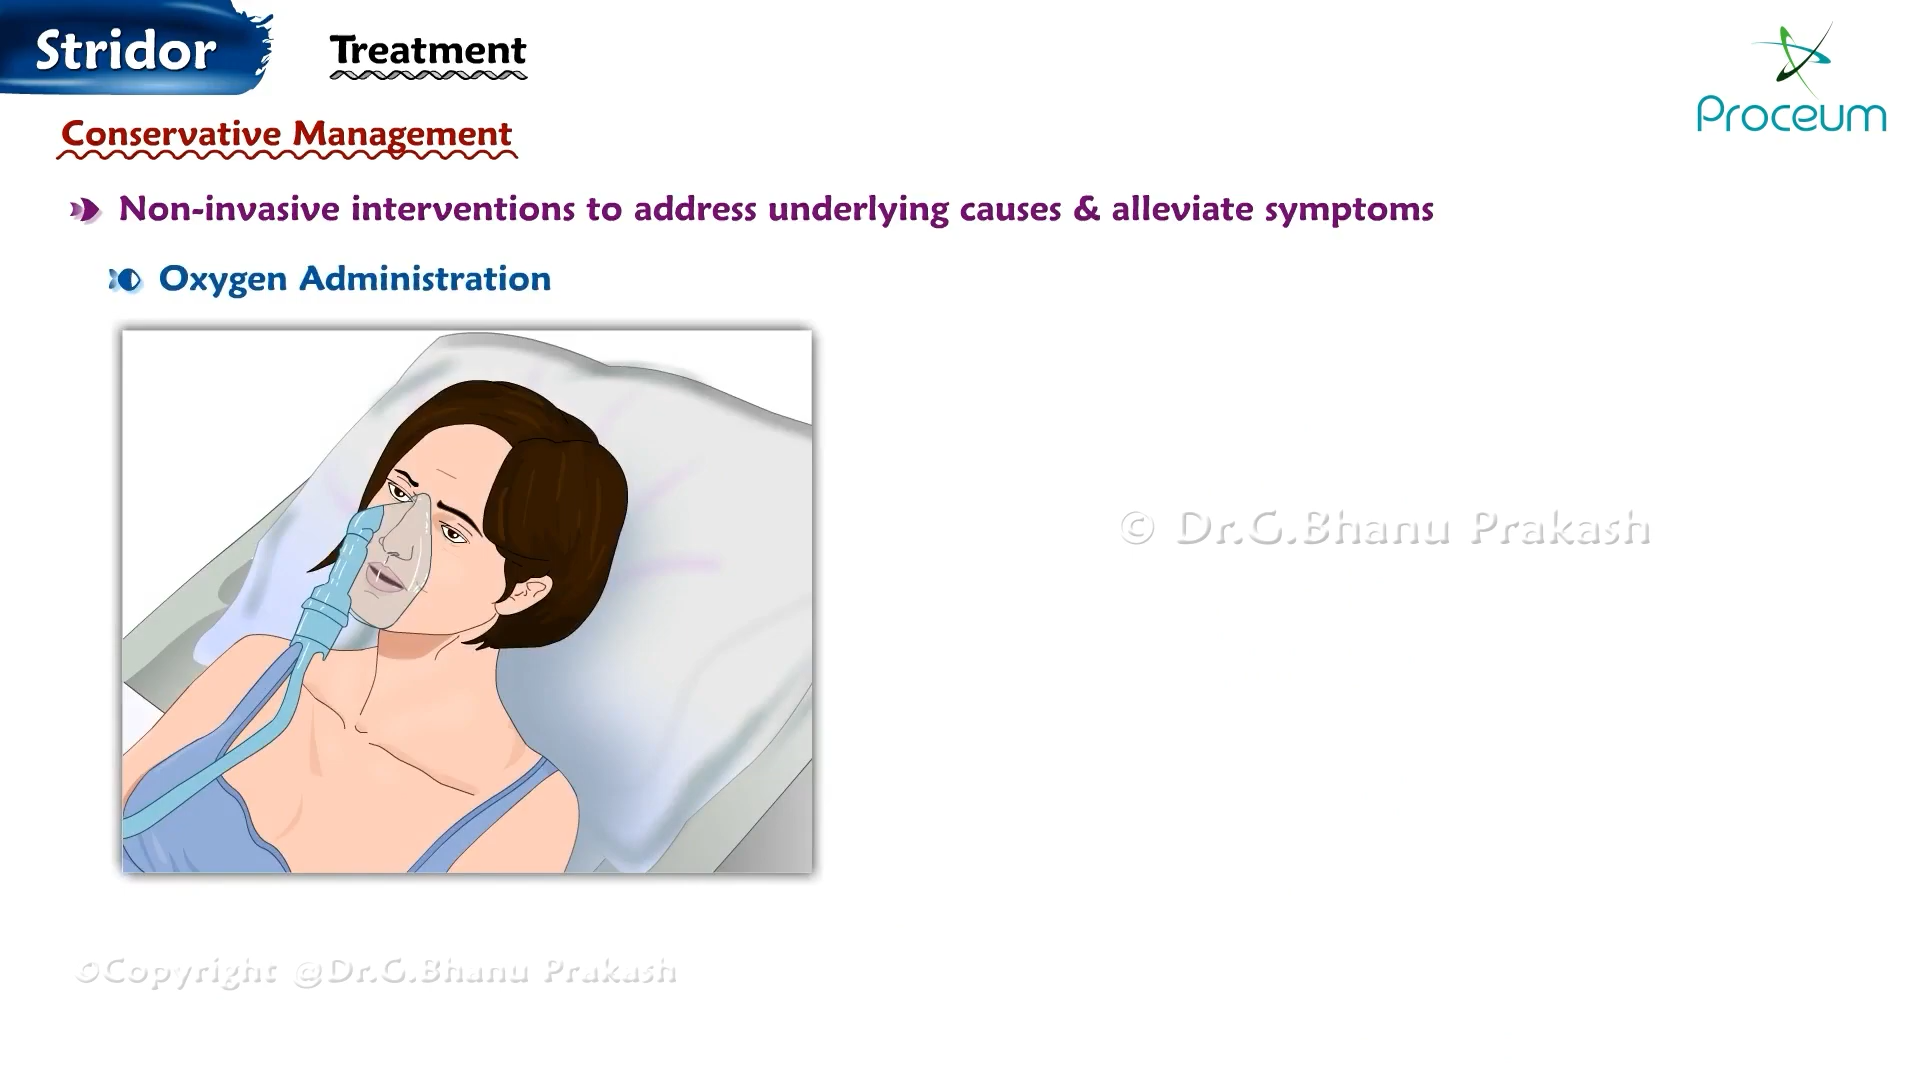 Stridor
Treatment
Proceum
Conservative Management
Non-invasive interventions to address underlying causes & alleviate symptoms
Oxygen Administration
© Dr.G.Bhanu Prakash
©Copyright @Dr.G.Bhanu Prakash